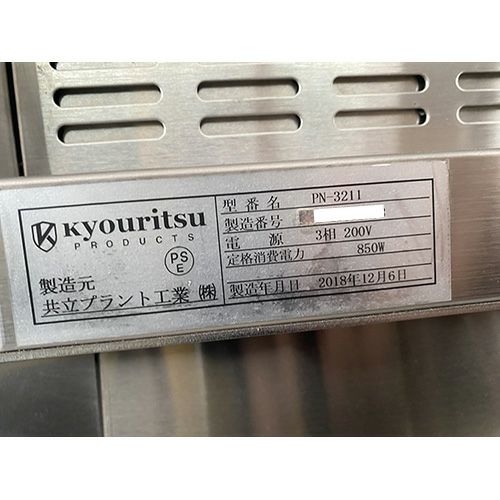 Kyouritsu
PRODUCTS
PS
E
製造元
共立プラント工業㈱
型番名 PN-3211
製造番号
電源 3相 200V
定格消費電力 850W
製造年月日 2018年12月6日